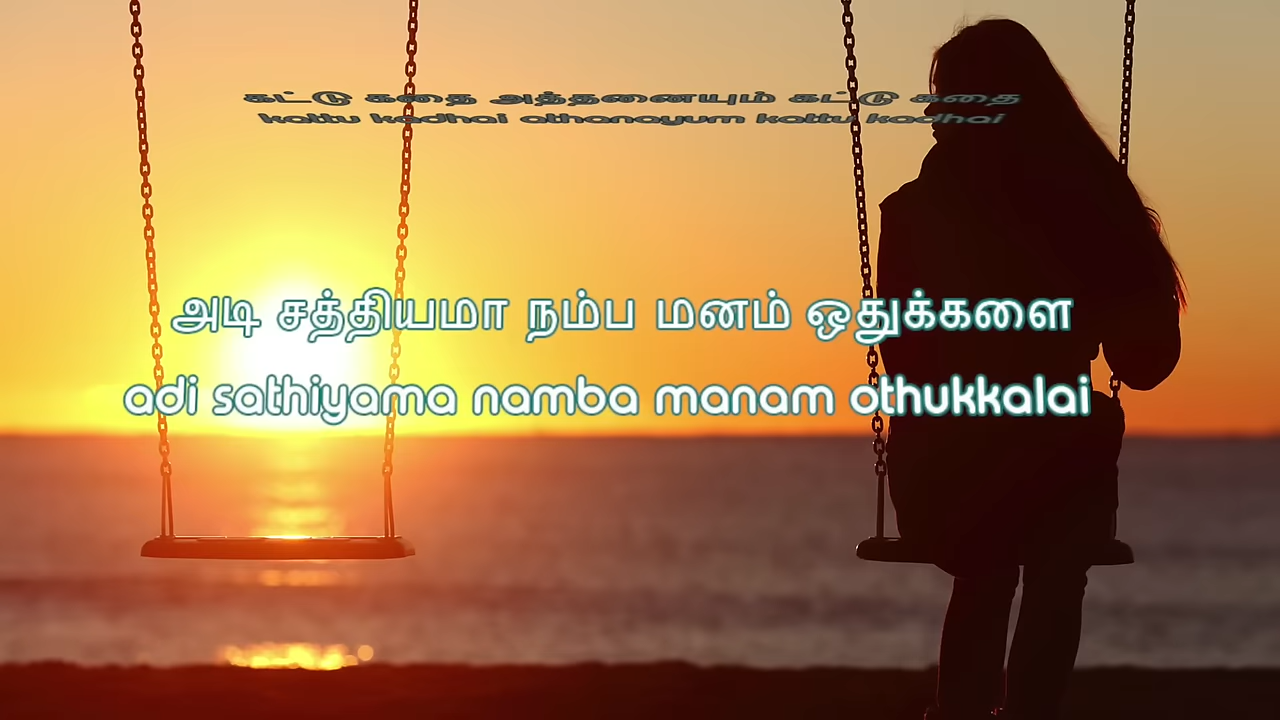 கட்டு கதை அத்தனையும் கட்டு கதை
kattu kadhai athanayum kattu kadhai
அடி சத்தியமா நம்ப மனம் ஒதுக்களை
adi sathiyama namba manam othukkalai